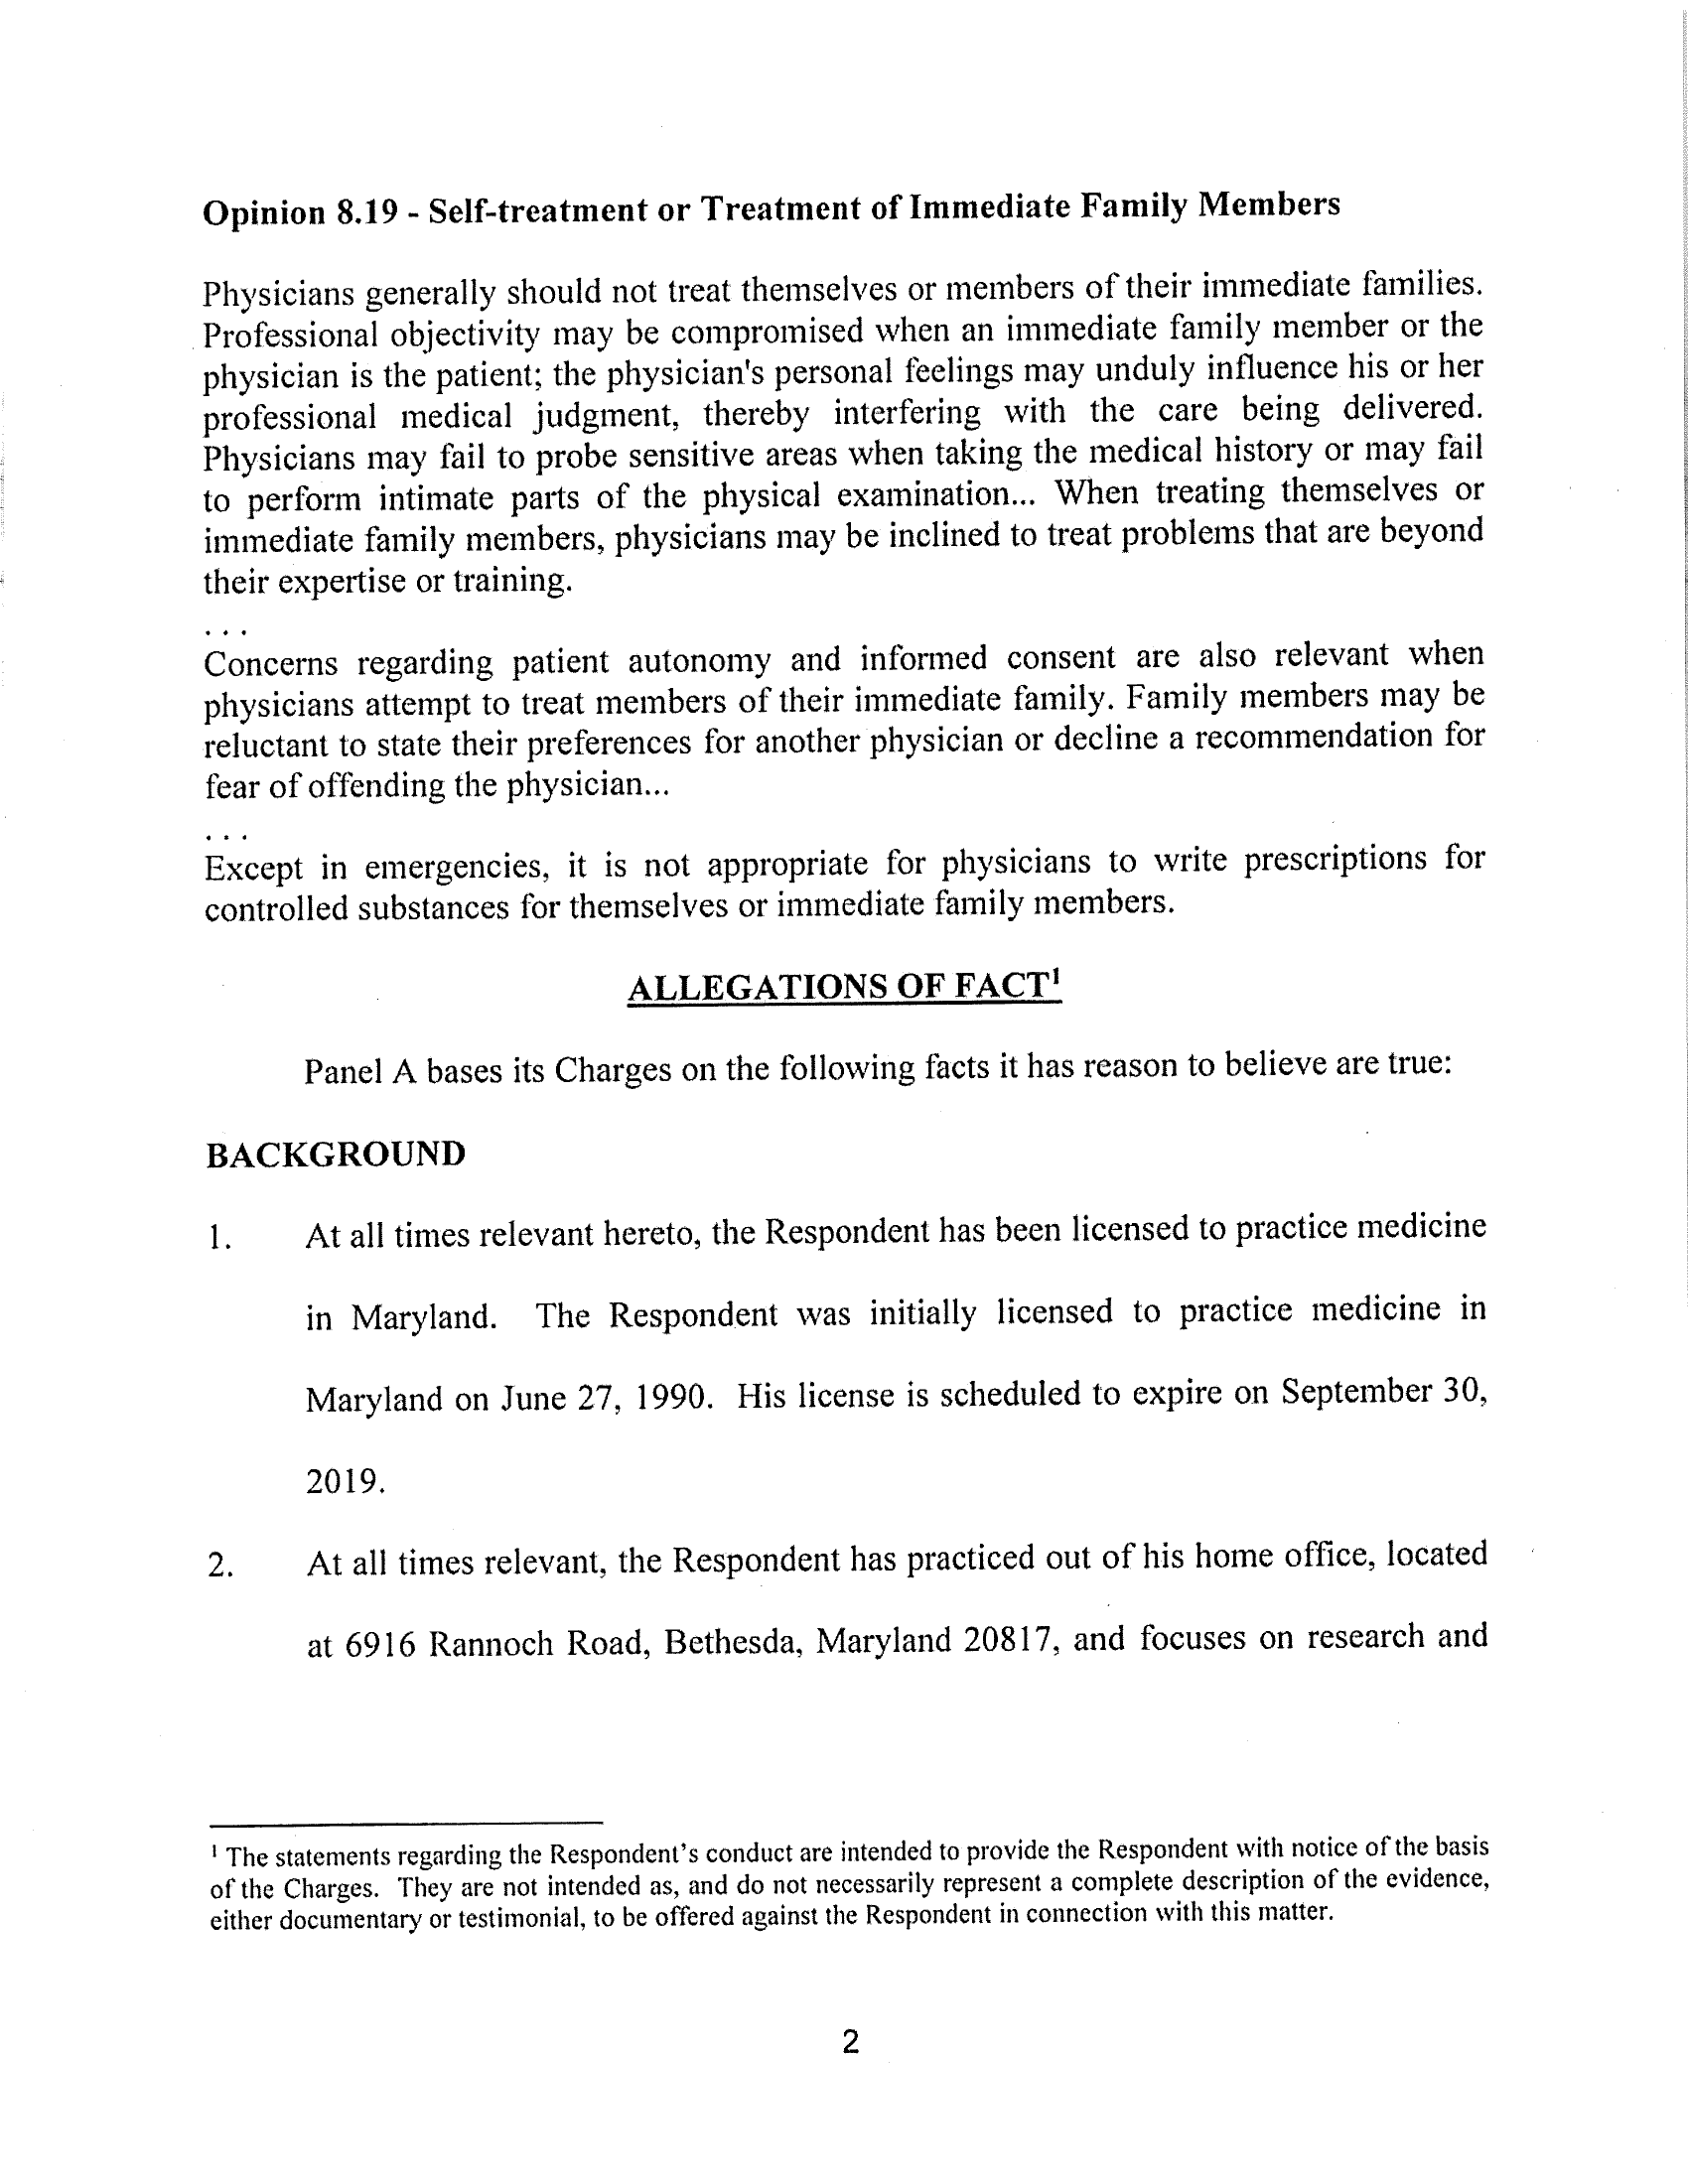 Opinion 8.19 - Self-treatment or Treatment of Immediate Family Members
Physicians generally should not treat themselves or members of their immediate families.
Professional objectivity may be compromised when an immediate family member or the
physician is the patient; the physician's personal feelings may unduly influence his or her
professional medical judgment, thereby interfering with the care being delivered.
Physicians may fail to probe sensitive areas when taking the medical history or may fail
to perform intimate parts of the physical examination... When treating themselves or
immediate family members, physicians may be inclined to treat problems that are beyond
their expertise or training.
. . .
Concerns regarding patient autonomy and informed consent are also relevant when
physicians attempt to treat members of their immediate family. Family members may be
reluctant to state their preferences for another physician or decline a recommendation for
fear of offending the physician...
. . .
Except in emergencies, it is not appropriate for physicians to write prescriptions for
controlled substances for themselves or immediate family members.
ALLEGATIONS OF FACT¹
Panel A bases its Charges on the following facts it has reason to believe are true:
BACKGROUND
1. At all times relevant hereto, the Respondent has been licensed to practice medicine
in Maryland. The Respondent was initially licensed to practice medicine in
Maryland on June 27, 1990. His license is scheduled to expire on September 30,
2019.
2. At all times relevant, the Respondent has practiced out of his home office, located
at 6916 Rannoch Road, Bethesda, Maryland 20817, and focuses on research and
¹ The statements regarding the Respondent's conduct are intended to provide the Respondent with notice of the basis
of the Charges. They are not intended as, and do not necessarily represent a complete description of the evidence,
either documentary or testimonial, to be offered against the Respondent in connection with this matter.
2